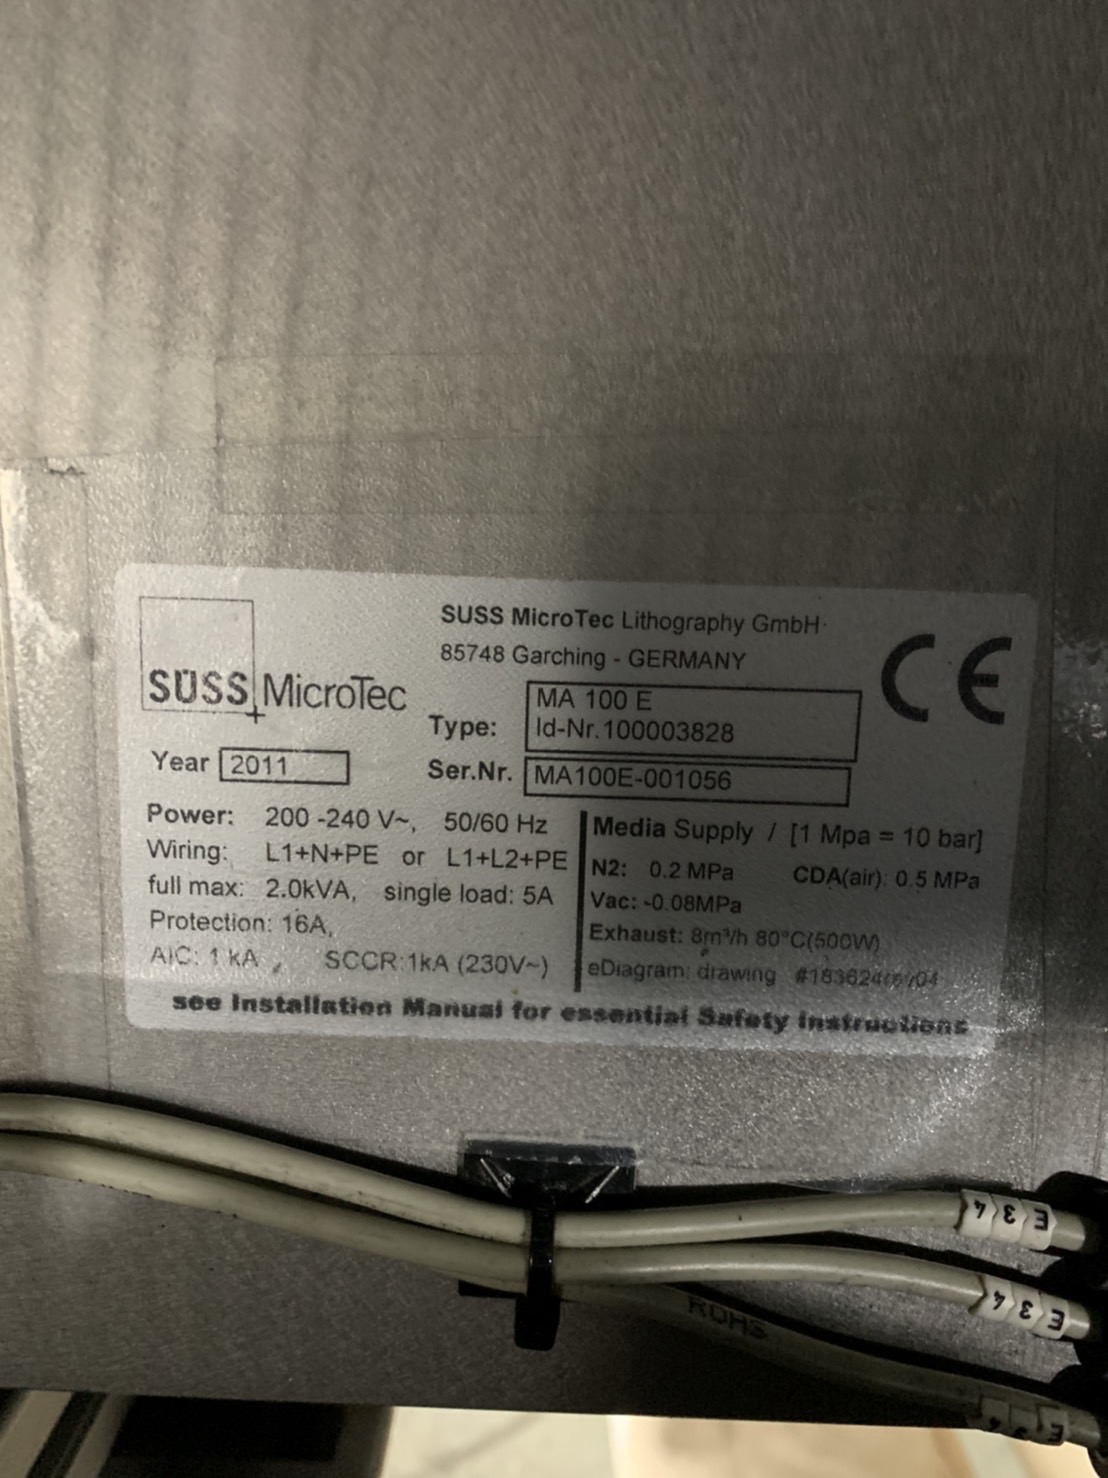 SUSS MicroTec Lithography GmbH
85748 Garching - GERMANY
CE
SÜSS MicroTec
Type: MA 100 E
Id-Nr.100003828
Year 2011
Ser.Nr. MA100E-001056
Power: 200 -240 V~, 50/60 Hz
Wiring: L1+N+PE or L1+L2+PE
full max: 2.0kVA, single load: 5A
Protection: 16A,
AIC: 1 kA , SCCR:1kA (230V~)
Media Supply / [1 Mpa = 10 bar]
N2: 0.2 MPa CDA(air): 0.5 MPa
Vac: -0.08MPa
Exhaust: 8m³/h 80°C(500W)
eDiagram: drawing
see Installation Manual for essential Safety Instructions
E 3 4
E 3 4
ROHS